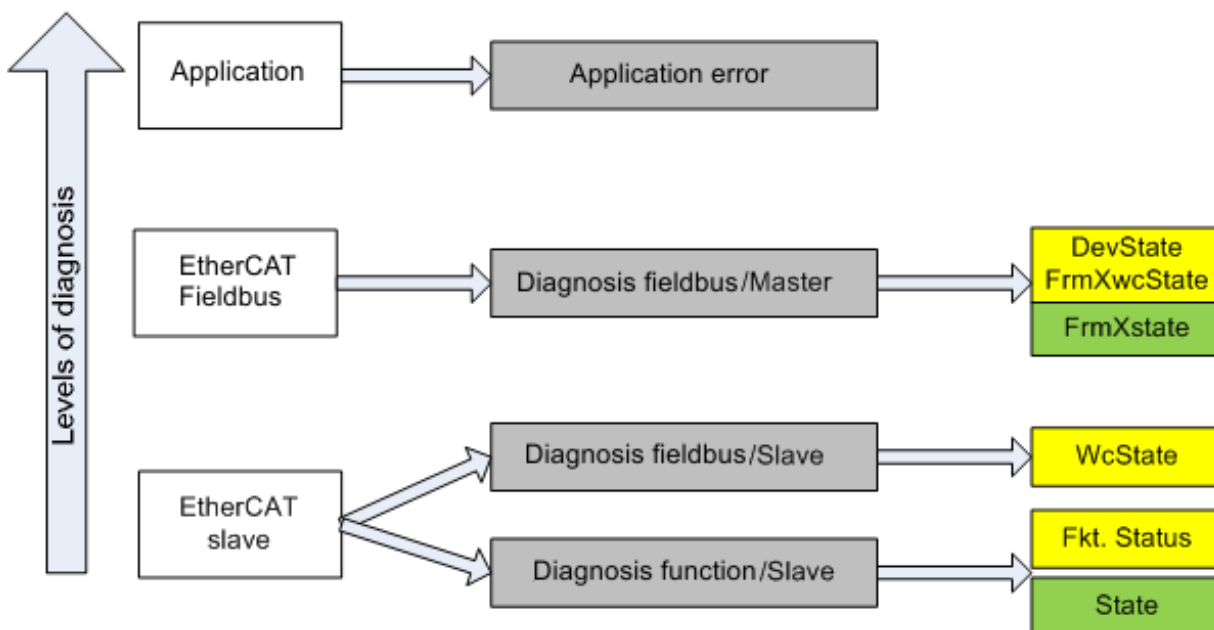 Levels of diagnosis
Application
Application error
EtherCAT
Fieldbus
Diagnosis fieldbus/Master
DevState
FrmXwcState
FrmXstate
EtherCAT
slave
Diagnosis fieldbus/Slave
WcState
Diagnosis function/Slave
Fkt. Status
State